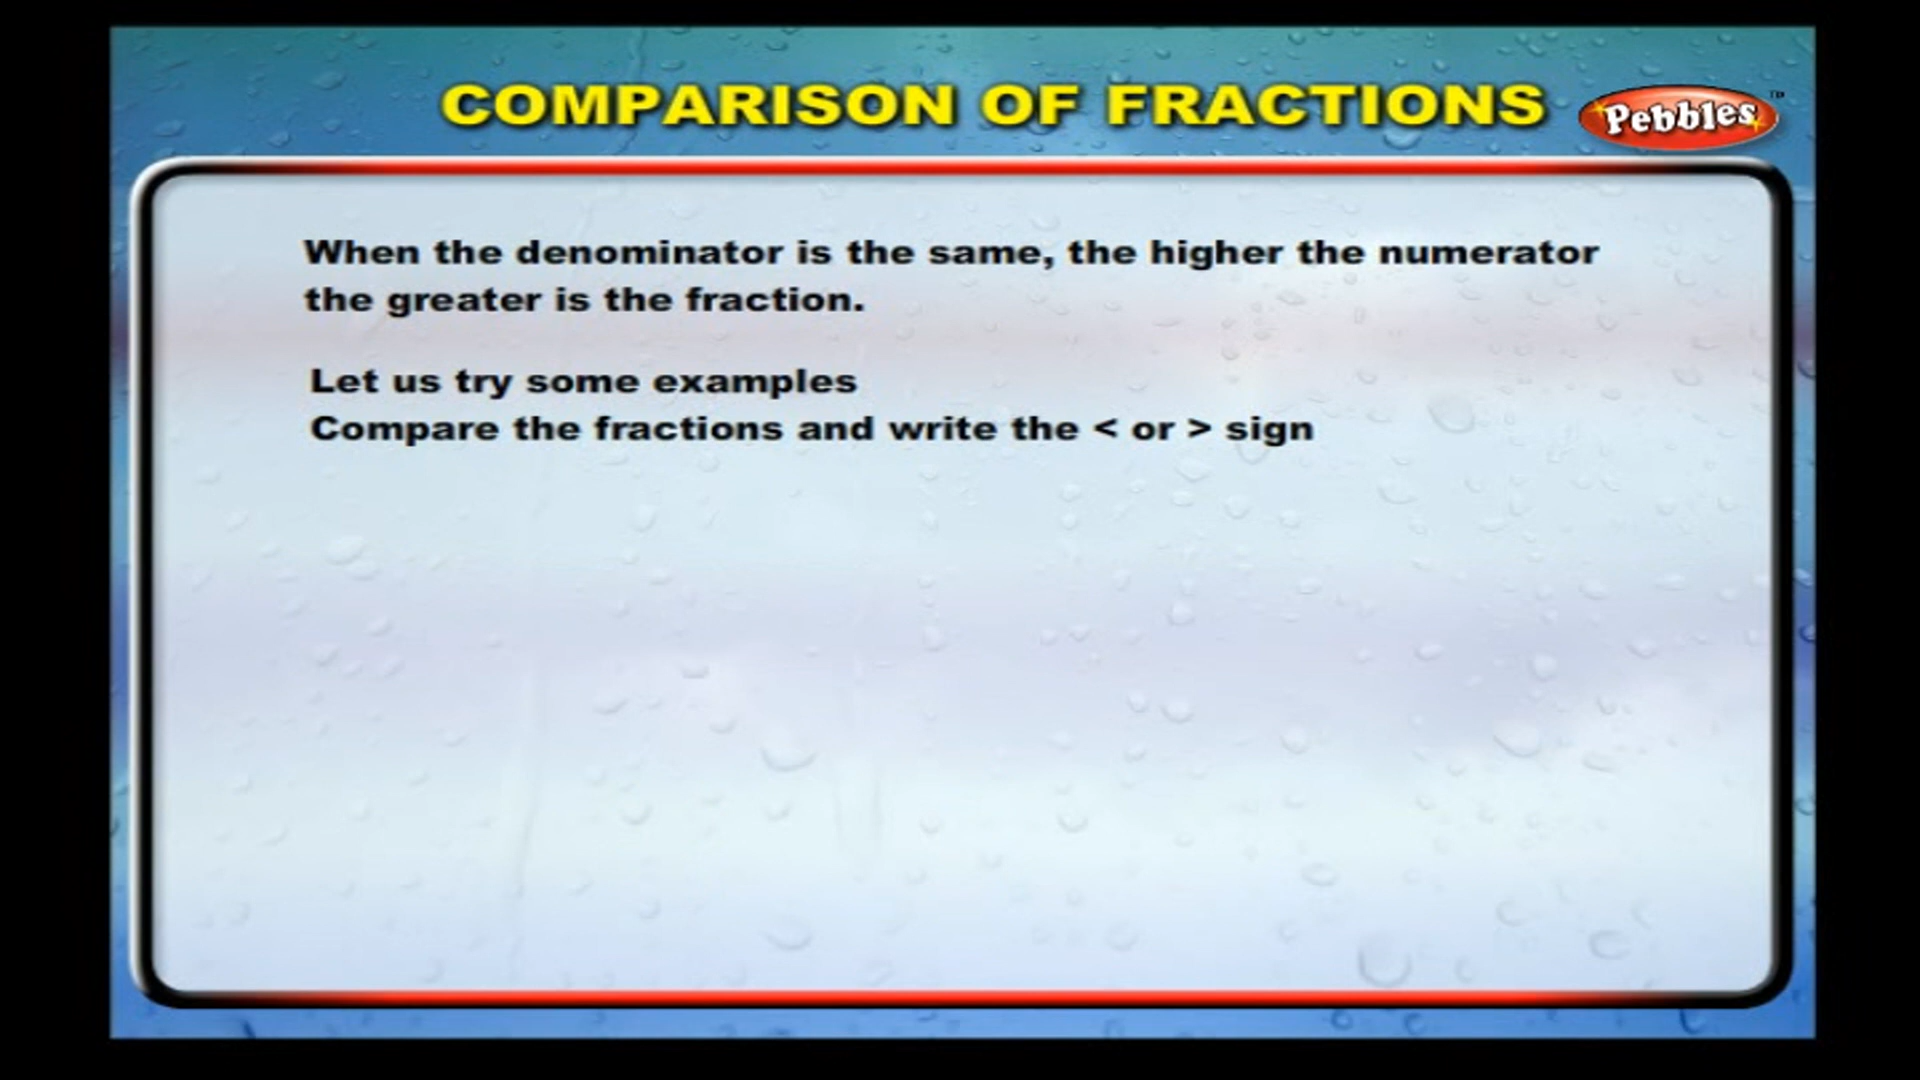 COMPARISON OF FRACTIONS
Pebbles
When the denominator is the same, the higher the numerator
the greater is the fraction.
Let us try some examples
Compare the fractions and write the < or > sign